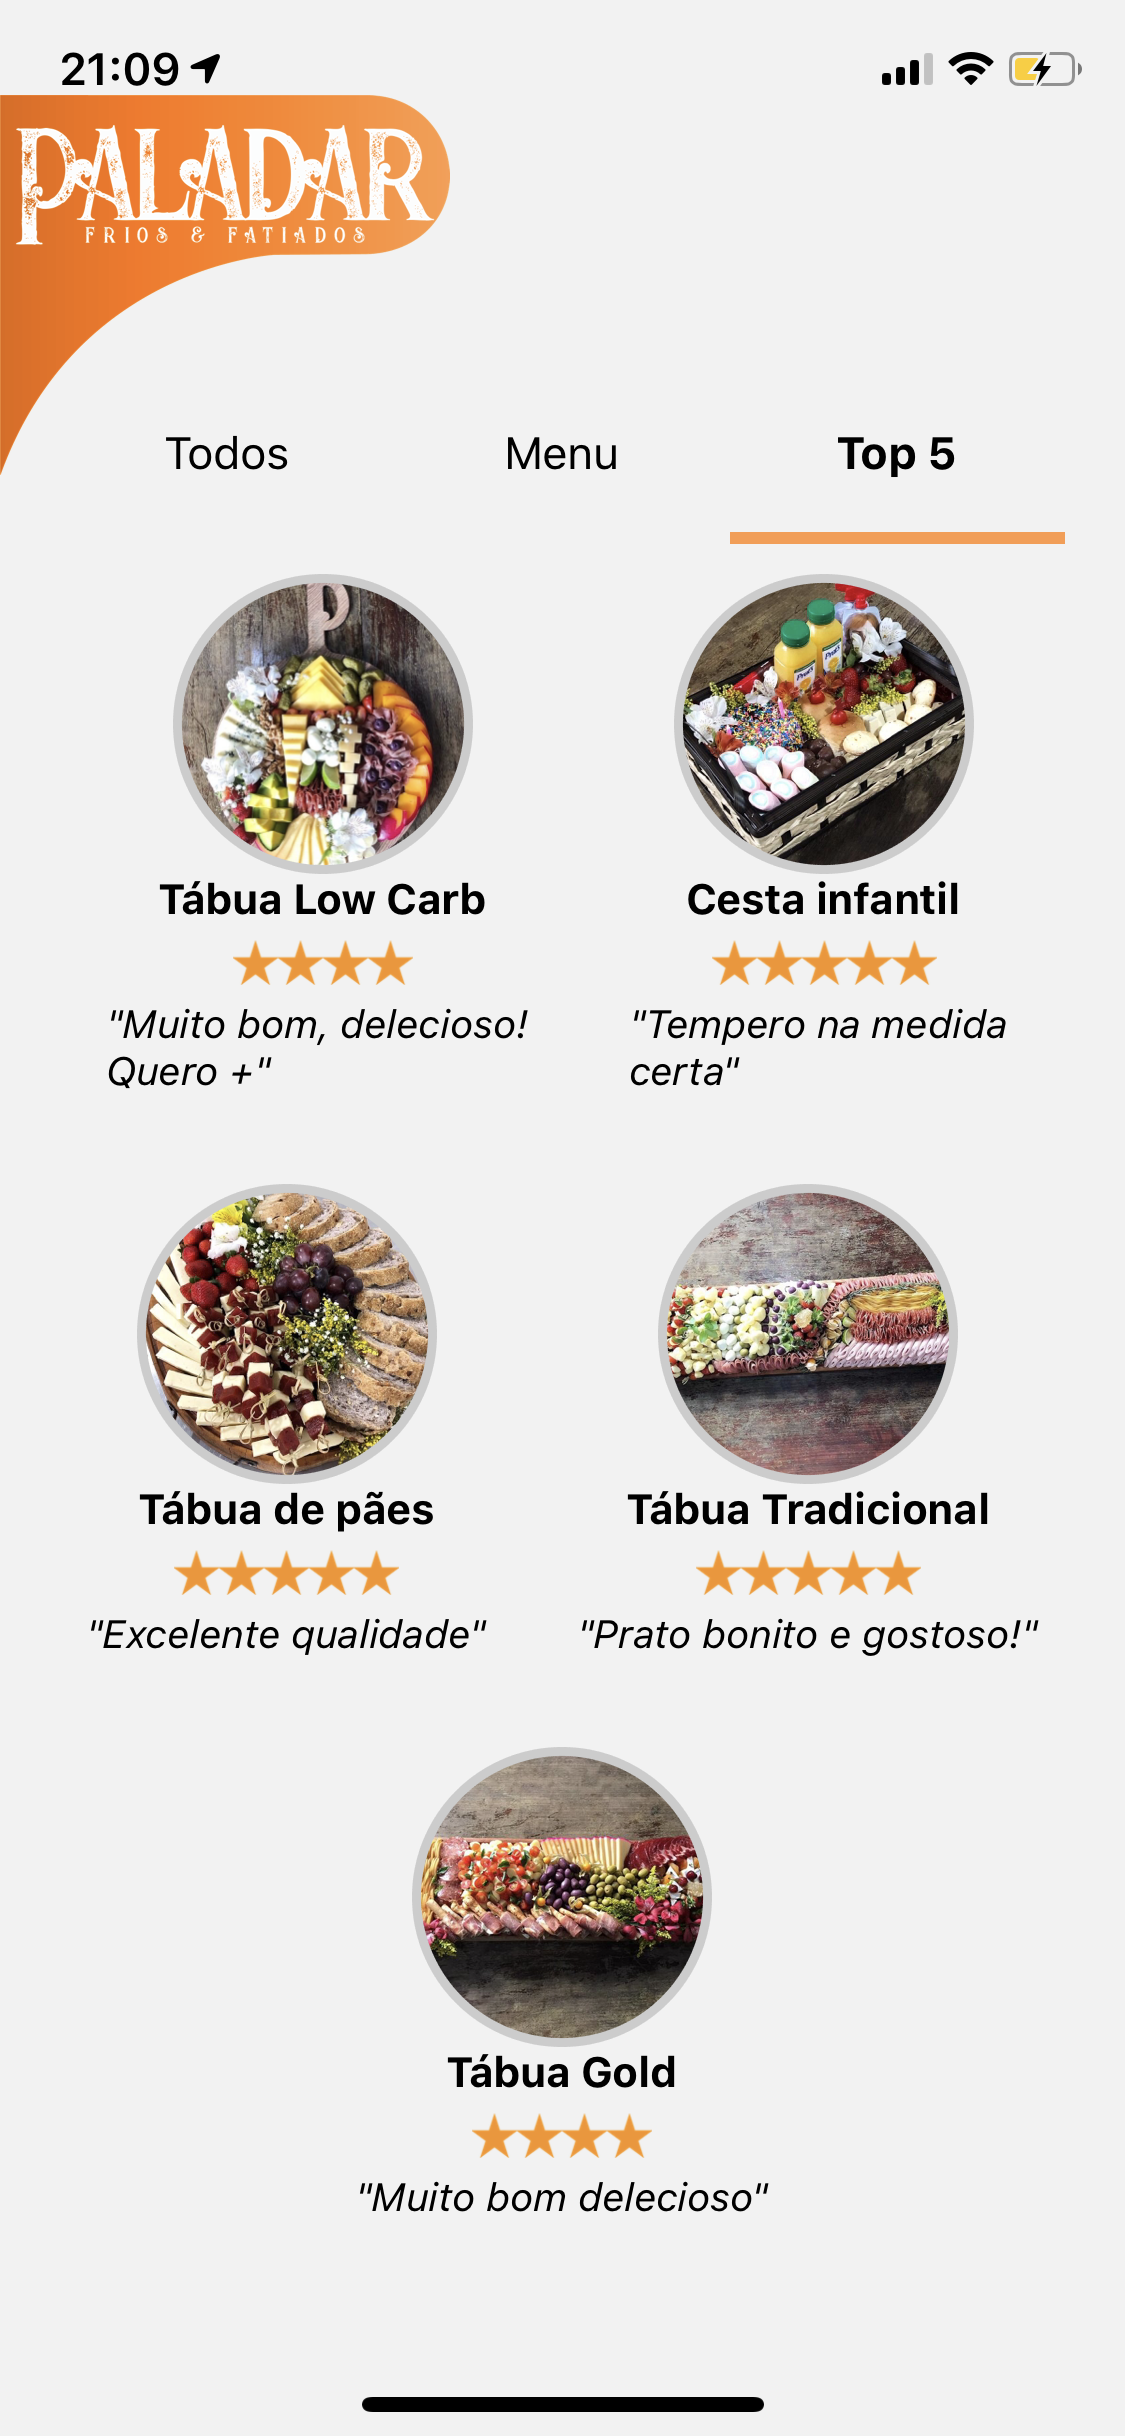 21:09
PALADAR
FRIOS & FATIADOS
Todos Menu Top 5
Tábua Low Carb
"Muito bom, delecioso!
Quero +"
Cesta infantil
"Tempero na medida
certa"
Tábua de pães
"Excelente qualidade"
Tábua Tradicional
"Prato bonito e gostoso!"
Tábua Gold
"Muito bom delecioso"